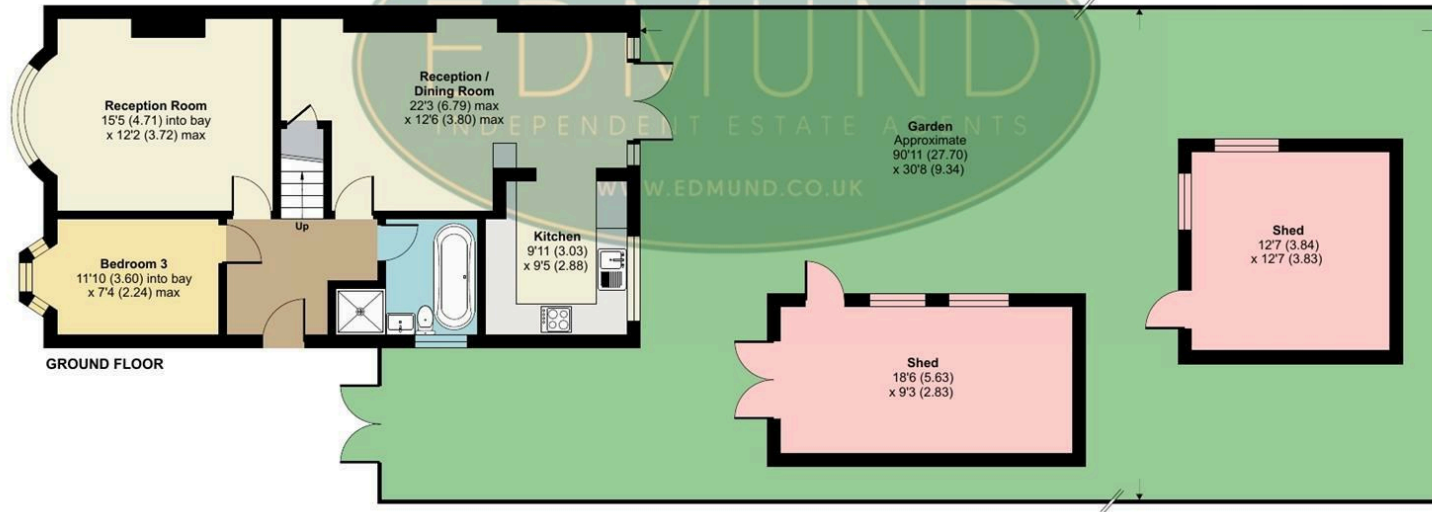 EDMUND
INDEPENDENT ESTATE AGENTS
WWW.EDMUND.CO.UK
Reception Room
15'5 (4.71) into bay
x 12'2 (3.72) max
Reception /
Dining Room
22'3 (6.79) max
x 12'6 (3.80) max
Garden
Approximate
90'11 (27.70)
x 30'8 (9.34)
Up
Bedroom 3
11'10 (3.60) into bay
x 7'4 (2.24) max
Kitchen
9'11 (3.03)
x 9'5 (2.88)
Shed
12'7 (3.84)
x 12'7 (3.83)
Shed
18'6 (5.63)
x 9'3 (2.83)
GROUND FLOOR